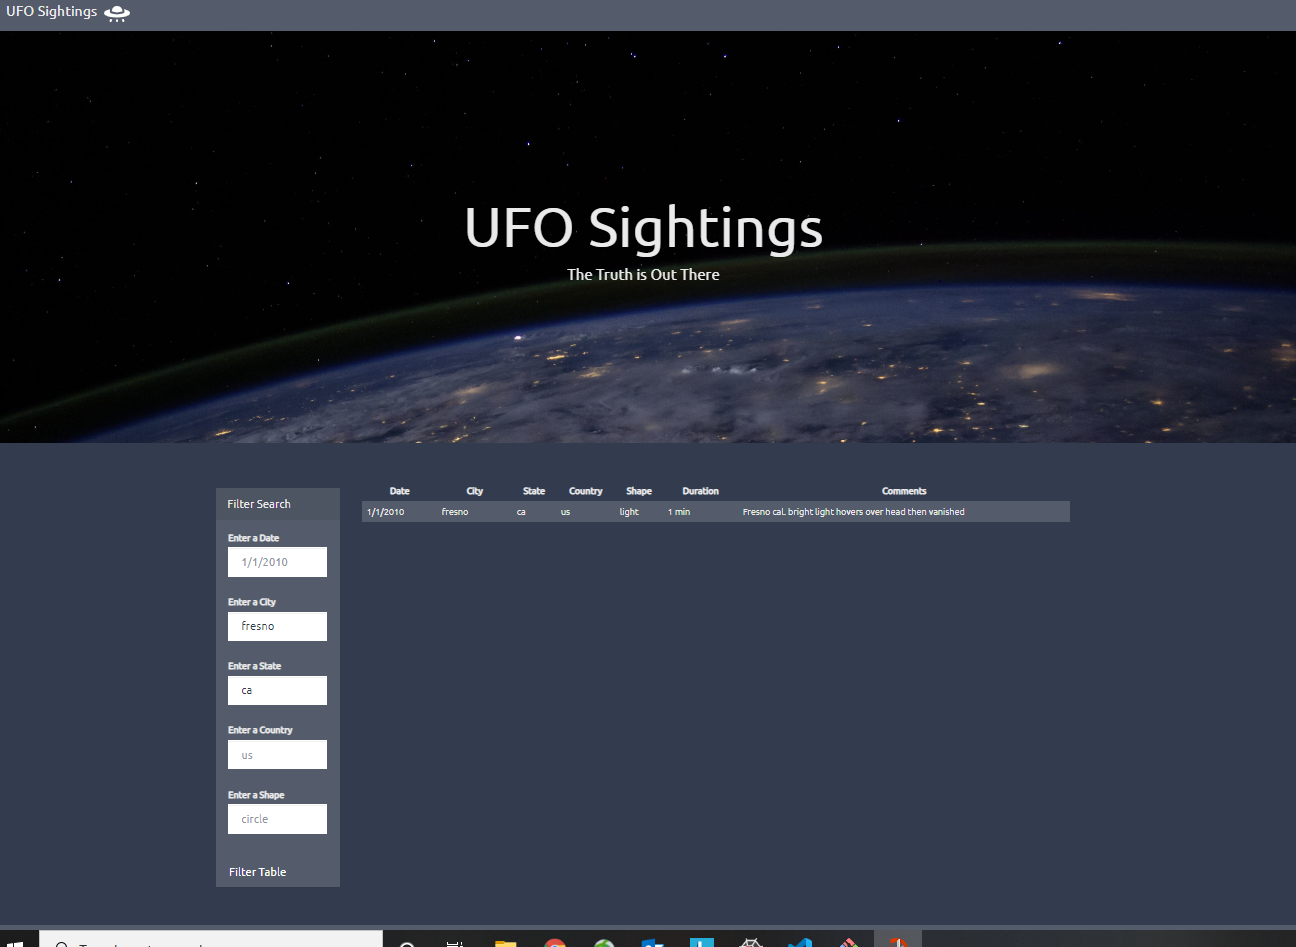 UFO Sightings
UFO Sightings
The Truth is Out There
Filter Search
Enter a Date
1/1/2010
Enter a City
fresno
Enter a State
ca
Enter a Country
us
Enter a Shape
circle
Filter Table
Date City State Country Shape Duration Comments
1/1/2010 fresno ca us light 1 min Fresno cal. bright light hovers over head then vanished